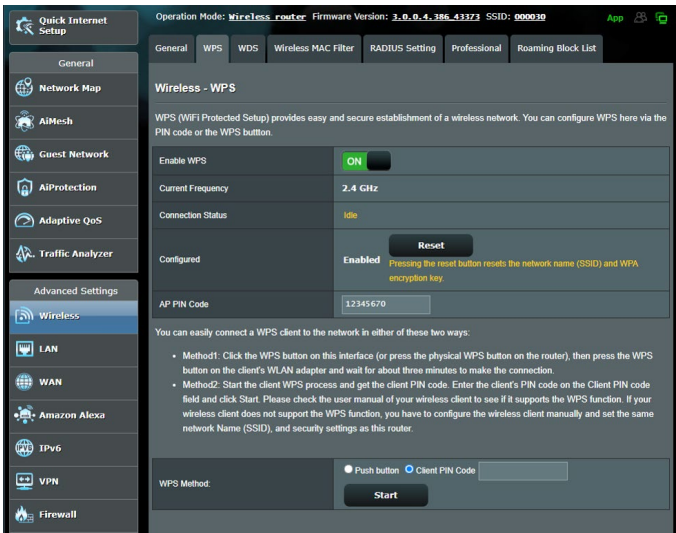 Quick Internet
Setup
Operation Mode: Wireless router Firmware Version: 3.0.0.4.386_43373 SSID: 000030
App
General
WPS
WDS
Wireless MAC Filter
RADIUS Setting
Professional
Roaming Block List
General
Network Map
AiMesh
Guest Network
AiProtection
Adaptive QoS
Traffic Analyzer
Advanced Settings
Wireless
LAN
WAN
Amazon Alexa
IPv6
VPN
Firewall
Wireless - WPS
WPS (WiFi Protected Setup) provides easy and secure establishment of a wireless network. You can configure WPS here via the
PIN code or the WPS buttton.
Enable WPS
ON
Current Frequency
2.4 GHz
Connection Status
Idle
Configured
Enabled
Reset
Pressing the reset button resets the network name (SSID) and WPA
encryption key.
AP PIN Code
12345670
You can easily connect a WPS client to the network in either of these two ways:
• Method1: Click the WPS button on this interface (or press the physical WPS button on the router), then press the WPS
button on the client's WLAN adapter and wait for about three minutes to make the connection.
• Method2: Start the client WPS process and get the client PIN code. Enter the client's PIN code on the Client PIN code
field and click Start. Please check the user manual of your wireless client to see if it supports the WPS function. If your
wireless client does not support the WPS function, you have to configure the wireless client manually and set the same
network Name (SSID), and security settings as this router.
WPS Method:
Push button Client PIN Code
Start